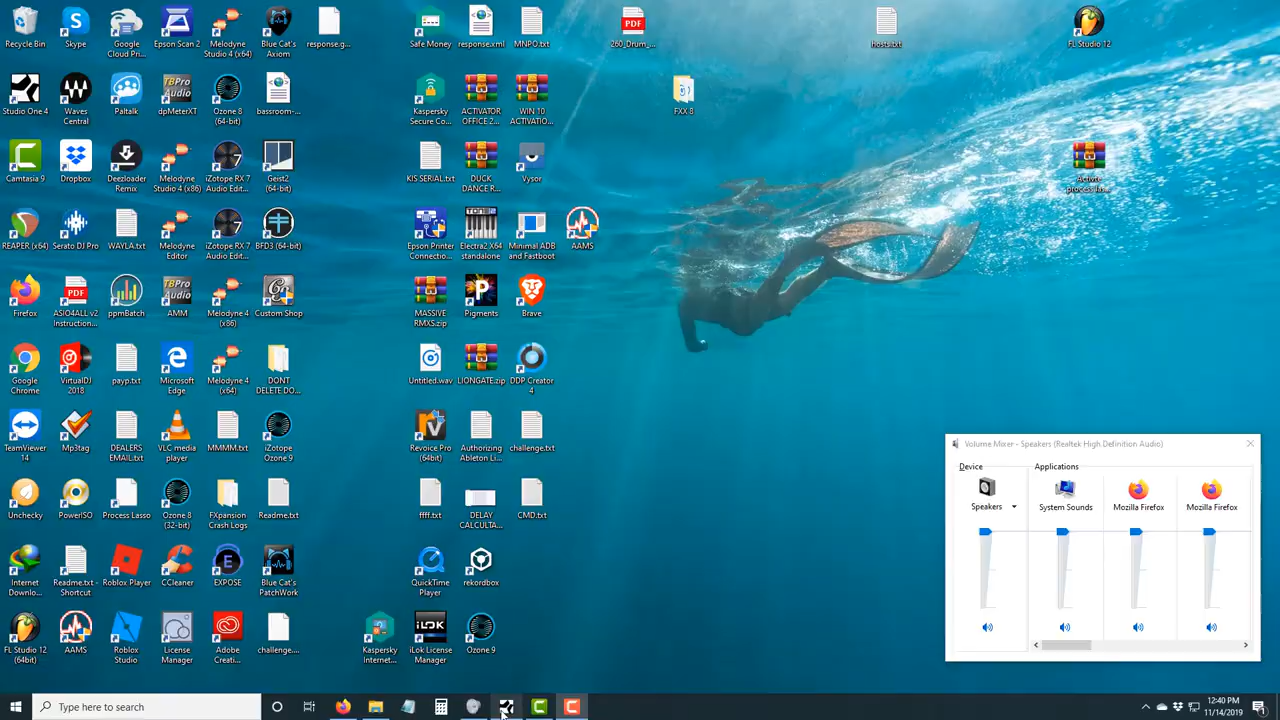 Recycle Bin
Skype
Google
Cloud Pri...
Epson Scan 2
Melodyne
Studio 4 (x64)
Blue Cat's
Axiom
response.g...
Safe Money
response.xml
MNPO.txt
PDF
260_Drum_...
hosts.txt
FL Studio 12
Studio One 4
Waves
Central
Paltalk
TBPro
Audio
dpMeterXT
Ozone 8
(64-bit)
bassroom-...
Kaspersky
Secure Co...
ACTIVATOR
OFFICE 2...
WIN 10
ACTIVATIO...
FXX 8
Camtasia 9
Dropbox
Deezloader
Remix
Melodyne
Studio 4 (x86)
iZotope RX 7
Audio Edit...
Geist2
(64-bit)
KIS SERIAL.txt
DUCK
DANCE R...
Vysor
Activte
process las...
REAPER (x64)
Serato DJ Pro
WAYLA.txt
Melodyne
Editor
iZotope RX 7
Audio Edit...
BFD3 (64-bit)
Epson Printer
Connectio...
Electra2 X64
standalone
Minimal ADB
and Fastboot
AAMS
Firefox
PDF
ASIO4ALL v2
Instruction...
ppmBatch
TBPro
Audio
AMM
Melodyne 4
(x86)
Custom Shop
MASSIVE
RMXS.zip
Pigments
Brave
Google
Chrome
VirtualDJ
2018
payp.txt
Microsoft
Edge
Melodyne 4
(x64)
DONT
DELETE DO...
Untitled.wav
LIONGATE.zip
DDP Creator
4
TeamViewer
14
Mp3tag
DEALERS
EMAIL.txt
VLC media
player
MMMM.txt
iZotope
Ozone 9
Revoice Pro
(64bit)
Authorizing
Ableton Li...
challenge.txt
Unchecky
PowerISO
Process Lasso
Ozone 8
(32-bit)
FXpansion
Crash Logs
Readme.txt
ffff.txt
DELAY
CALCULTA...
CMD.txt
Internet
Downlo...
Readme.txt -
Shortcut
Roblox Player
CCleaner
EXPOSE
Blue Cat's
PatchWork
QuickTime
Player
rekordbox
FL Studio 12
(64bit)
AAMS
Roblox
Studio
License
Manager
Adobe
Creati...
challenge....
Kaspersky
Internet...
iLOK
iLok License
Manager
Ozone 9
Volume Mixer - Speakers (Realtek High Definition Audio)
Device
Applications
Speakers
System Sounds
Mozilla Firefox
Mozilla Firefox
Type here to search
12:40 PM
11/14/2019
1